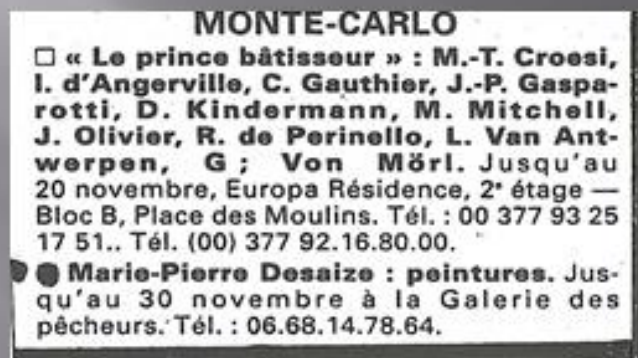 MONTE-CARLO
□ « Le prince bâtisseur » : M.-T. Croesi,
I. d'Angerville, C. Gauthier, J.-P. Gaspa-
rotti, D. Kindermann, M. Mitchell,
J. Olivier, R. de Perinello, L. Van Ant-
werpen, G ; Von Mörl. Jusqu'au
20 novembre, Europa Résidence, 2e étage —
Bloc B, Place des Moulins. Tél. : 00 377 93 25
17 51.. Tél. (00) 377 92.16.80.00.
● Marie-Pierre Desaize : peintures. Jus-
qu'au 30 novembre à la Galerie des
pêcheurs. Tél. : 06.68.14.78.64.